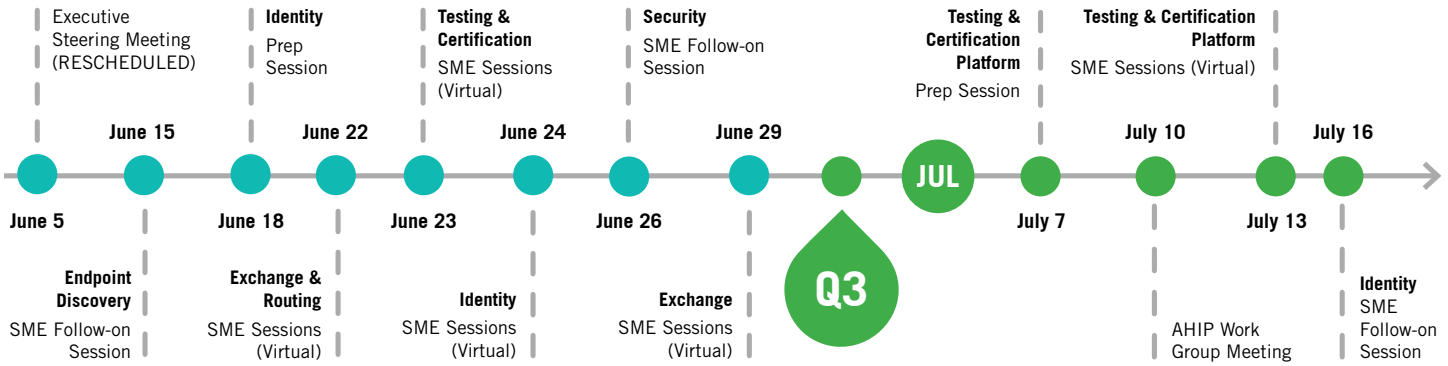 Executive
Steering Meeting
(RESCHEDULED)
Identity
Prep
Session
Testing &
Certification
SME Sessions
(Virtual)
Security
SME Follow-on
Session
Testing &
Certification
Platform
Prep Session
Testing & Certification
Platform
SME Sessions (Virtual)
June 15
June 22
June 24
June 29
July 10
July 16
JUL
June 5
June 18
June 23
June 26
July 7
July 13
Q3
Endpoint
Discovery
SME Follow-on
Session
Exchange &
Routing
SME Sessions
(Virtual)
Identity
SME Sessions
(Virtual)
Exchange
SME Sessions
(Virtual)
AHIP Work
Group Meeting
Identity
SME
Follow-on
Session